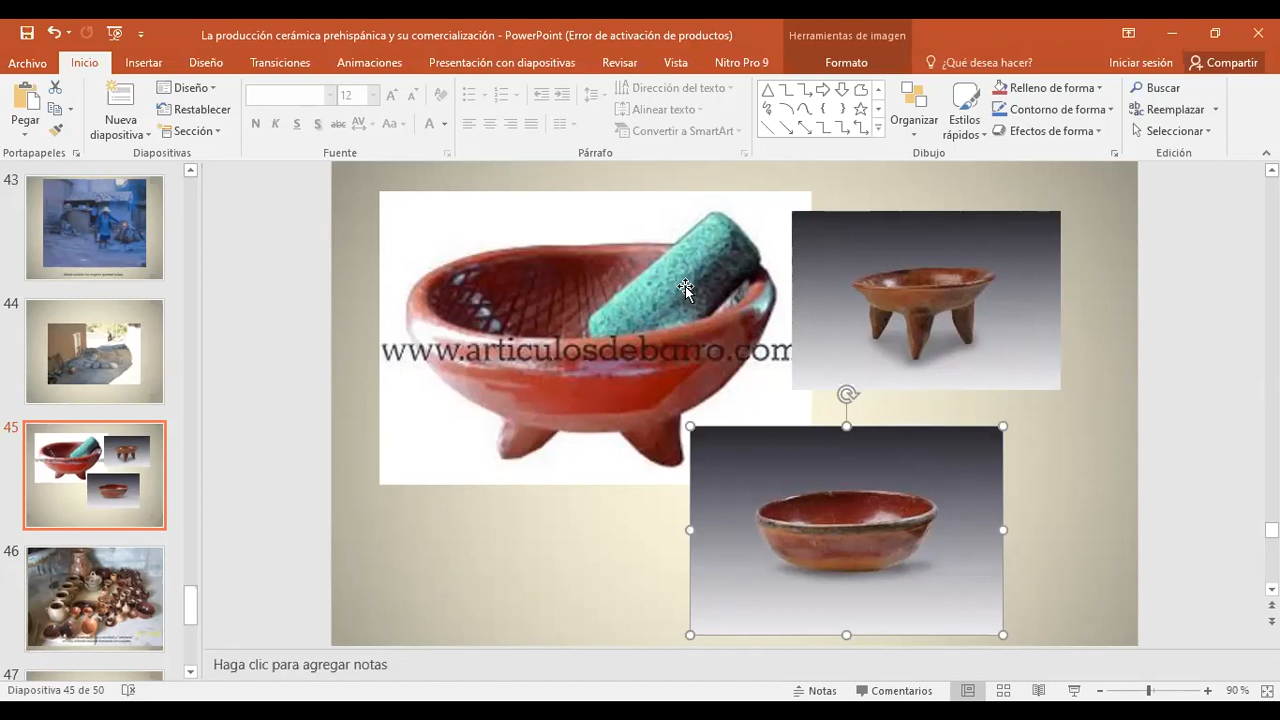 La producción cerámica prehispánica y su comercialización - PowerPoint (Error de activación de productos)
Herramientas de imagen
Archivo
Inicio
Insertar
Diseño
Transiciones
Animaciones
Presentación con diapositivas
Revisar
Vista
Nitro Pro 9
Formato
¿Qué desea hacer?
Iniciar sesión
Compartir
Pegar
Nueva
diapositiva
Diseño
Restablecer
Sección
12
N K S S abc AV Aa A
Dirección del texto
Alinear texto
Convertir a SmartArt
Organizar
Estilos
rápidos
Relleno de forma
Contorno de forma
Efectos de forma
Buscar
Reemplazar
Seleccionar
Portapapeles
Diapositivas
Fuente
Párrafo
Dibujo
Edición
43
44
45
46
47
www.articulosdebarro.com
Haga clic para agregar notas
Diapositiva 45 de 50
Notas
Comentarios
90 %